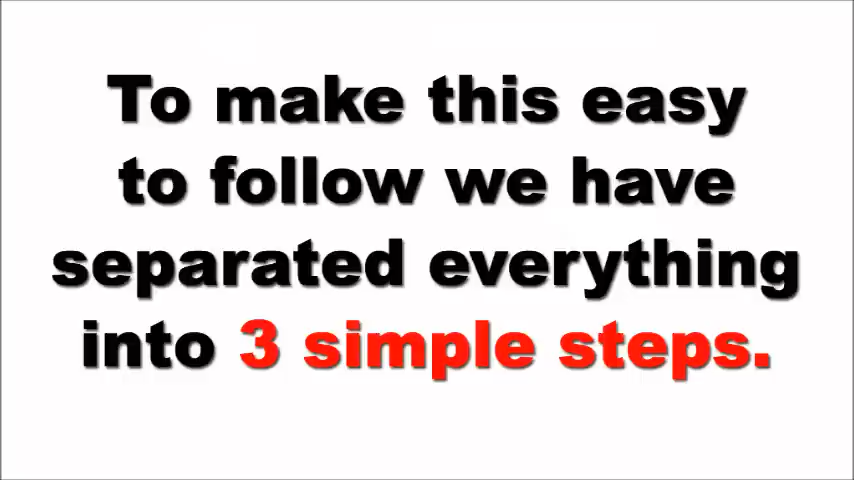 To make this easy
to follow we have
separated everything
into 3 simple steps.